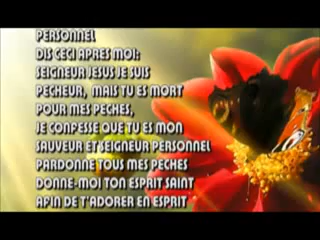 PERSONNEL
DIS CECI APRES MOI:
SEIGNEUR JESUS JE SUIS
PECHEUR, MAIS TU ES MORT
POUR MES PECHES,
JE CONFESSE QUE TU ES MON
SAUVEUR ET SEIGNEUR PERSONNEL
PARDONNE TOUS MES PECHES
DONNE-MOI TON ESPRIT SAINT
AFIN DE T'ADORER EN ESPRIT